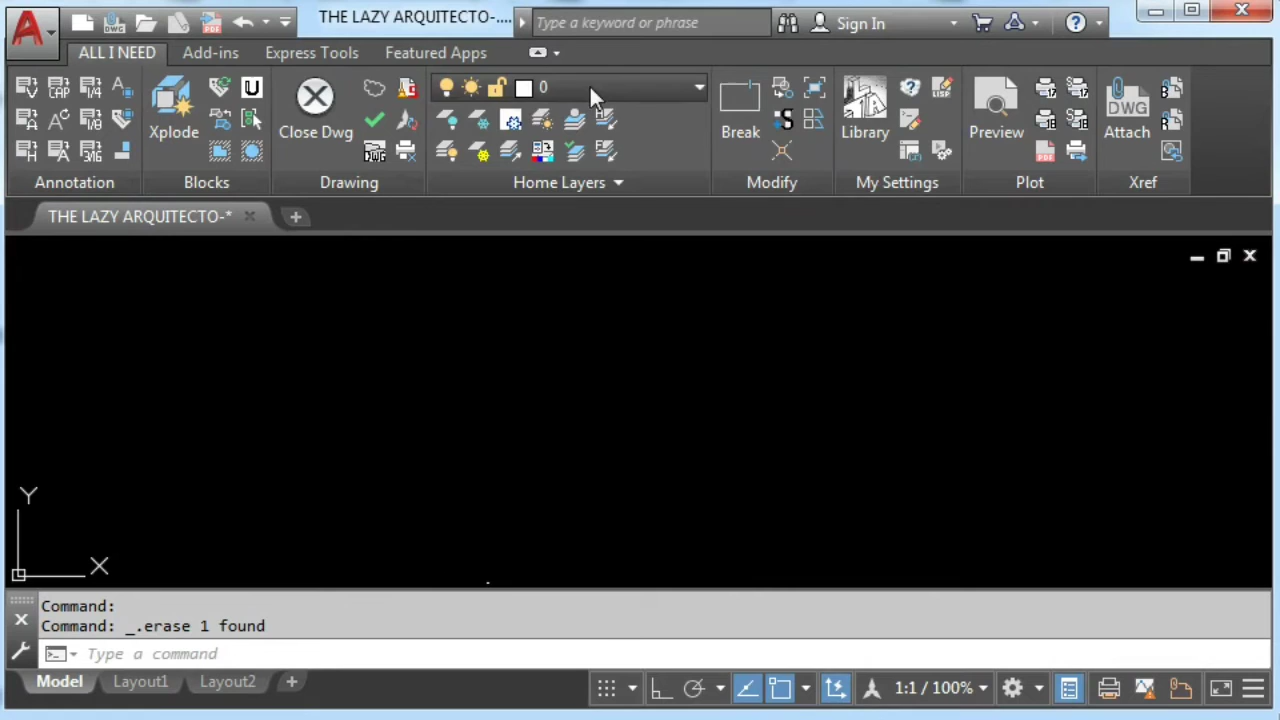 THE LAZY ARQUITECTO-....
Type a keyword or phrase
Sign In
ALL I NEED
Add-ins
Express Tools
Featured Apps
0
Xplode
Close Dwg
Break
Library
Preview
Attach
Annotation
Blocks
Drawing
Home Layers
Modify
My Settings
Plot
Xref
THE LAZY ARQUITECTO-*
Y
X
Command:
Command: _.erase 1 found
Type a command
Model
Layout1
Layout2
1:1 / 100%